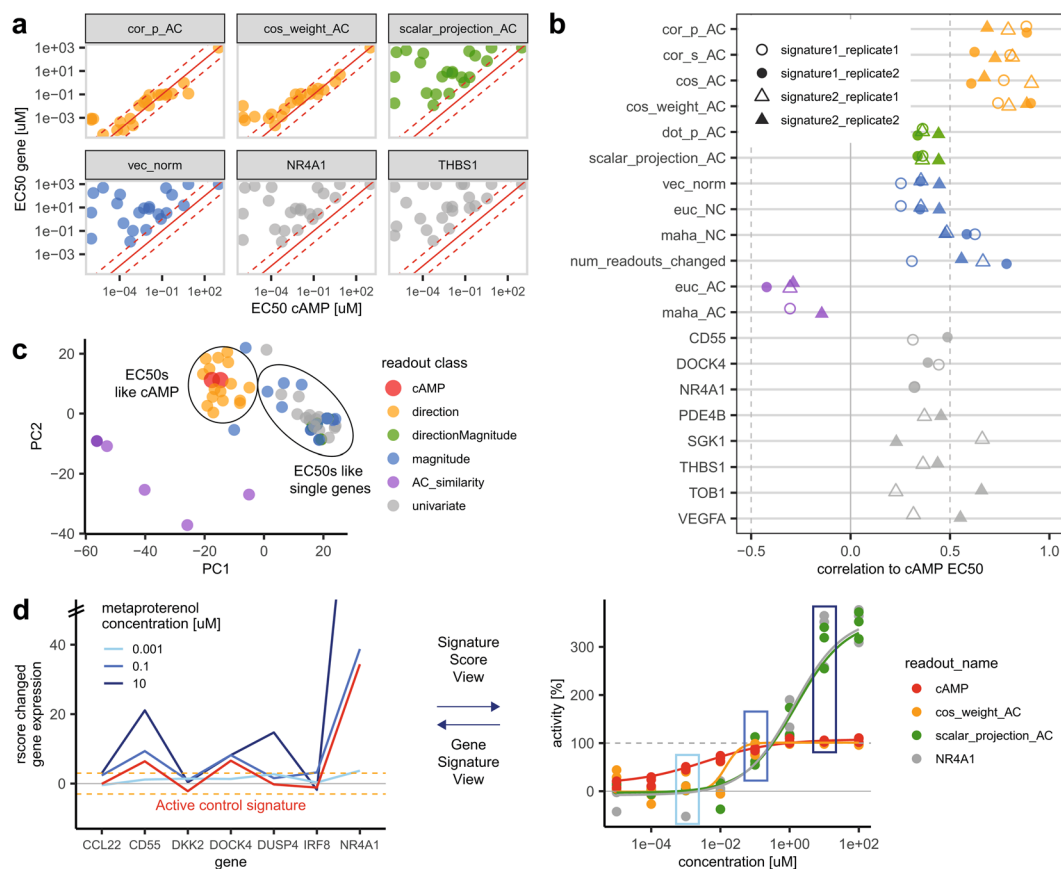 a
cor_p_AC
cos_weight_AC
scalar_projection_AC
1e+03
1e+01
1e−01
1e−03
vec_norm
NR4A1
THBS1
1e+03
1e+01
1e−01
1e−03
EC50 gene [uM]
1e−04 1e−01 1e+02
1e−04 1e−01 1e+02
1e−04 1e−01 1e+02
EC50 cAMP [uM]
b
cor_p_AC
cor_s_AC
cos_AC
cos_weight_AC
dot_p_AC
scalar_projection_AC
vec_norm
euc_NC
maha_NC
num_readouts_changed
euc_AC
maha_AC
CD55
DOCK4
NR4A1
PDE4B
SGK1
THBS1
TOB1
VEGFA
signature1_replicate1
signature1_replicate2
signature2_replicate1
signature2_replicate2
−0.5 0.0 0.5 1.0
correlation to cAMP EC50
c
20
0
−20
−40
PC2
−60 −40 −20 0 20
PC1
EC50s
like cAMP
EC50s like
single genes
readout class
cAMP
direction
directionMagnitude
magnitude
AC_similarity
univariate
d
metaproterenol
concentration [uM]
0.001
0.1
10
40
20
0
rscore changed
gene expression
Active control signature
CCL22 CD55 DKK2 DOCK4 DUSP4 IRF8 NR4A1
gene
Signature
Score
View
Gene
Signature
View
300
200
100
0
activity [%]
1e−04 1e−02 1e+00 1e+02
concentration [uM]
readout_name
cAMP
cos_weight_AC
scalar_projection_AC
NR4A1